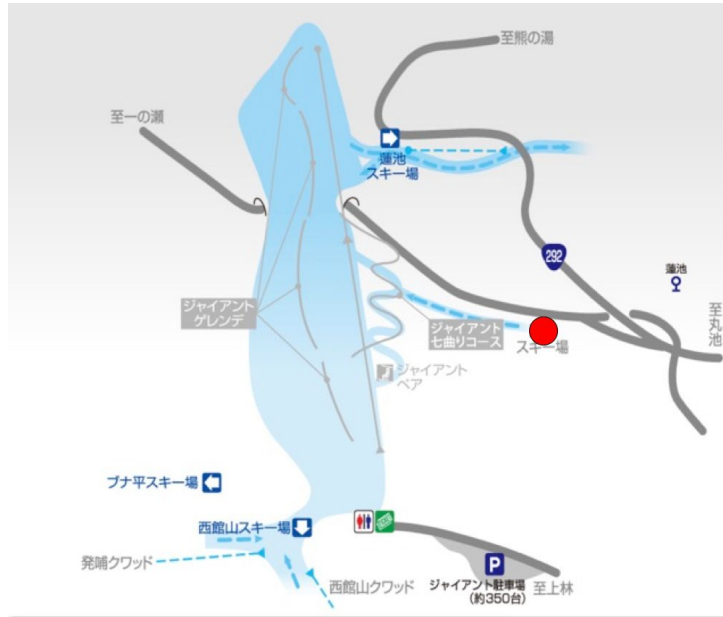 至熊の湯
至一の瀬
蓮池
スキー場
292
蓮池
至丸池
ジャイアント
ゲレンデ
ジャイアント
七曲りコース
スキー場
ジャイアント
ペア
ブナ平スキー場
西館山スキー場
発哺クワッド
西館山クワッド
P
ジャイアント駐車場
(約350台)
至上林